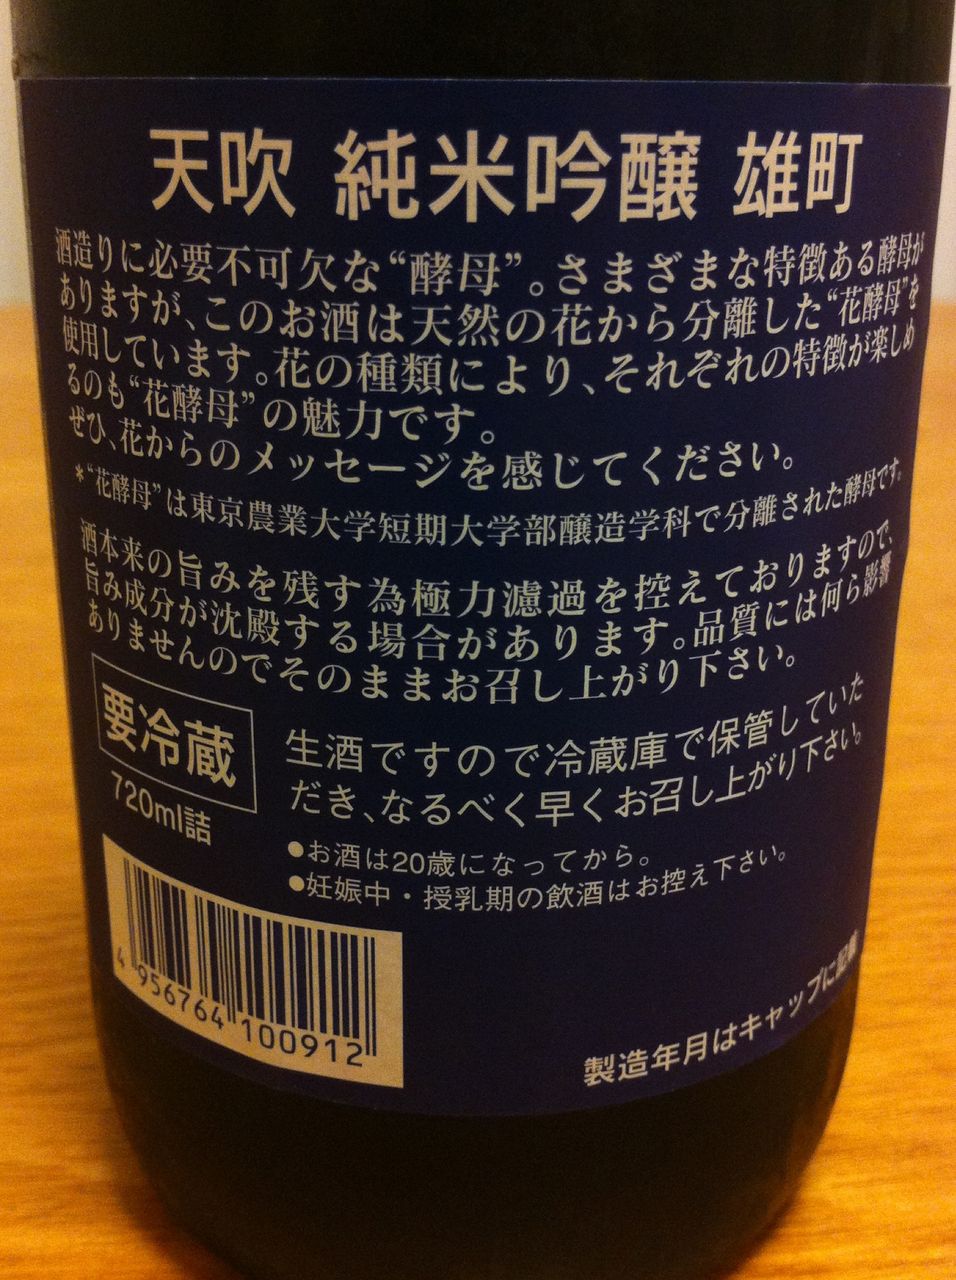 天吹 純米吟醸 雄町
酒造りに必要不可欠な“酵母”。さまざまな特徴ある酵母が
ありますが、このお酒は天然の花から分離した“花酵母”を
使用しています。花の種類により、それぞれの特徴が楽しめ
るのも“花酵母”の魅力です。
ぜひ、花からのメッセージを感じてください。
*“花酵母”は東京農業大学短期大学部醸造学科で分離された酵母です。
酒本来の旨みを残す為極力濾過を控えておりますので、
旨み成分が沈殿する場合があります。品質には何ら影響
ありませんのでそのままお召し上がり下さい。
要冷蔵
生酒ですので冷蔵庫で保管していた
だき、なるべく早くお召し上がり下さい。
720ml詰
●お酒は20歳になってから。
●妊娠中・授乳期の飲酒はお控え下さい。
4 956764 100912
製造年月はキャップに記載